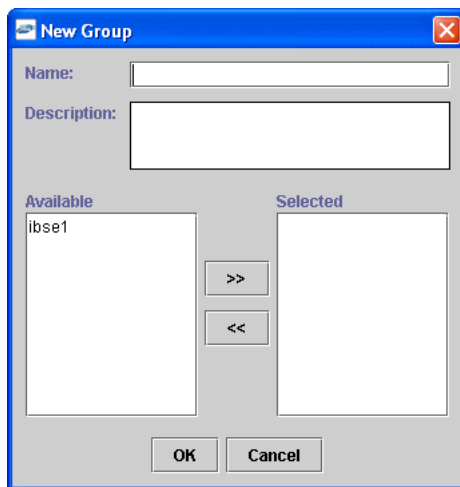 New Group
Name:
Description:
Available
Selected
ibse1
>>
<<
OK
Cancel